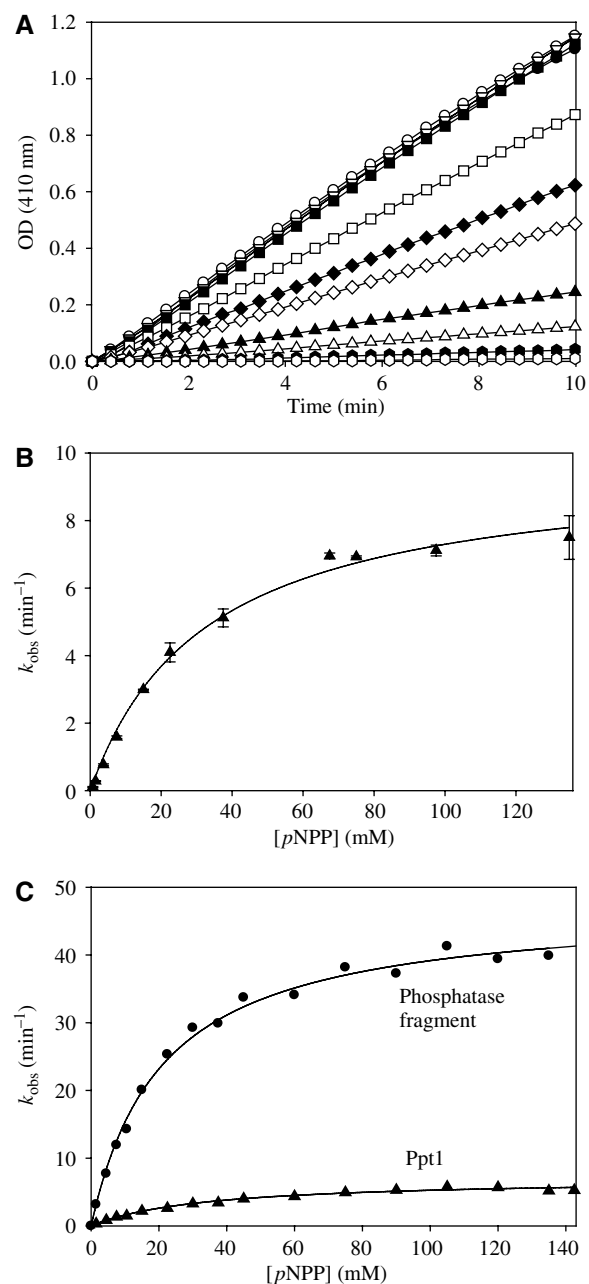 A
1.2
1.0
0.8
0.6
0.4
0.2
0.0
OD (410 nm)
0 2 4 6 8 10
Time (min)
B
10
8
6
4
2
0
kobs (min−1)
0 20 40 60 80 100 120
[pNPP] (mM)
C
50
40
30
20
10
0
kobs (min−1)
Phosphatase
fragment
Ppt1
0 20 40 60 80 100 120 140
[pNPP] (mM)